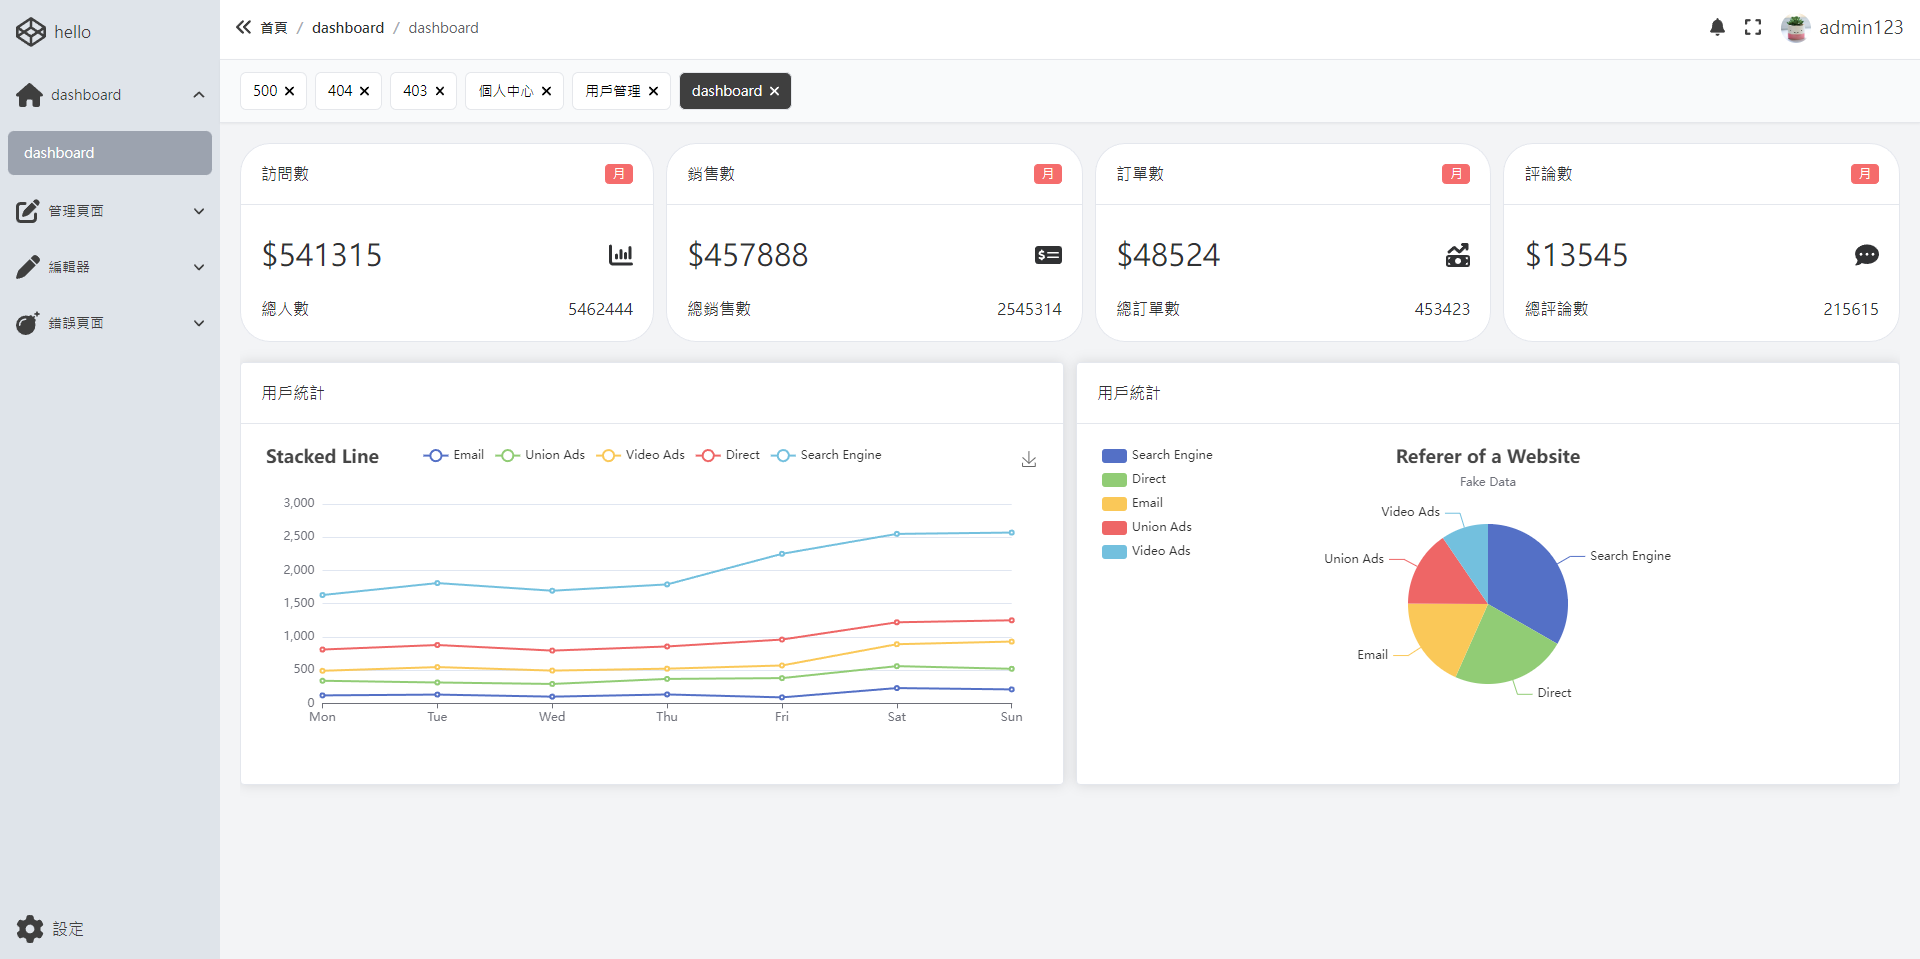 hello
首頁 / dashboard / dashboard
admin123
dashboard
dashboard
管理頁面
編輯器
錯誤頁面
設定
500 404 403 個人中心 用戶管理 dashboard
訪問數 月
$541315
總人數 5462444
銷售數 月
$457888
總銷售數 2545314
訂單數 月
$48524
總訂單數 453423
評論數 月
$13545
總評論數 215615
用戶統計
Stacked Line
Email Union Ads Video Ads Direct Search Engine
3,000
2,500
2,000
1,500
1,000
500
0
Mon Tue Wed Thu Fri Sat Sun
用戶統計
Search Engine
Direct
Email
Union Ads
Video Ads
Referer of a Website
Fake Data
Video Ads
Union Ads
Search Engine
Email
Direct